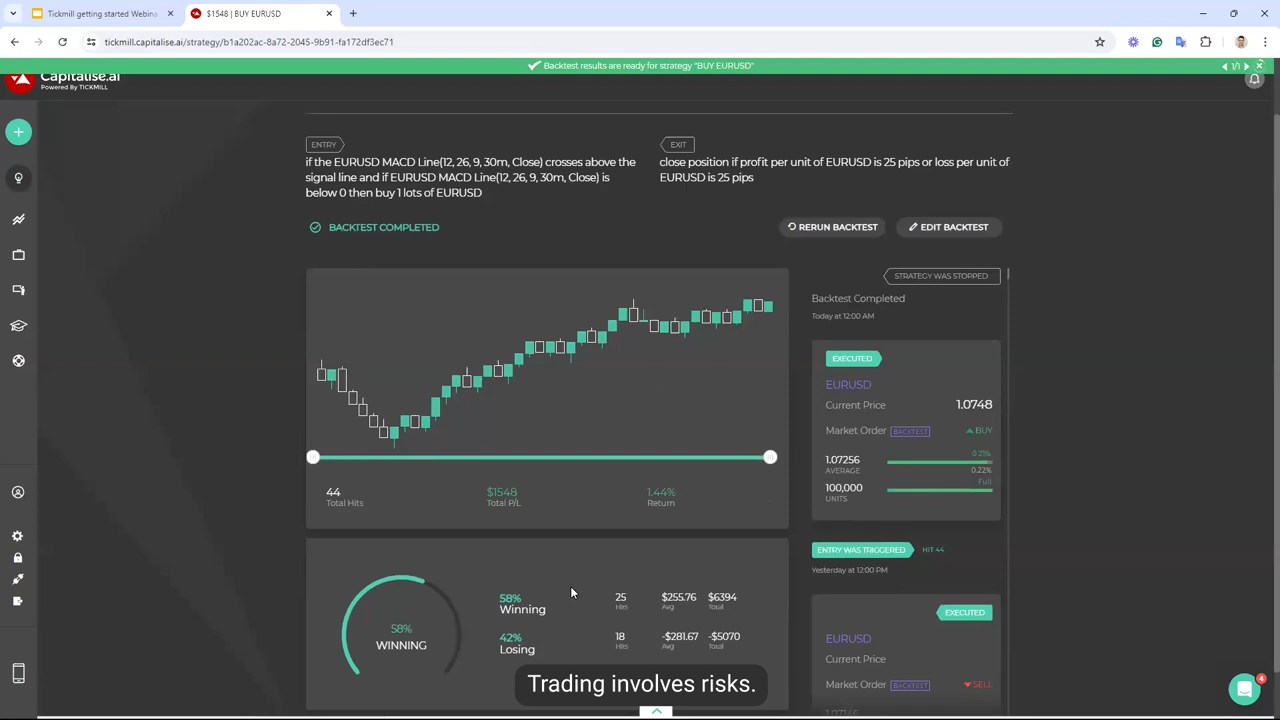 Tickmill getting started Webina
$1548 | BUY EURUSD
tickmill.capitalise.ai/strategy/b1a202ac-8a72-2045-9b91-fa172df3ec71
Backtest results are ready for strategy "BUY EURUSD"
1/1
Capitalise.ai
Powered By TICKMILL
ENTRY
if the EURUSD MACD Line(12, 26, 9, 30m, Close) crosses above the
signal line and if EURUSD MACD Line(12, 26, 9, 30m, Close) is
below 0 then buy 1 lots of EURUSD
EXIT
close position if profit per unit of EURUSD is 25 pips or loss per unit of
EURUSD is 25 pips
BACKTEST COMPLETED
RERUN BACKTEST
EDIT BACKTEST
STRATEGY WAS STOPPED
Backtest Completed
Today at 12:00 AM
EXECUTED
EURUSD
Current Price 1.0748
Market Order BACKTEST BUY
1.07256 0.21%
AVERAGE 0.22%
100,000 Full
UNITS
44 $1548 1.44%
Total Hits Total P/L Return
ENTRY WAS TRIGGERED HIT 44
Yesterday at 12:00 PM
EXECUTED
EURUSD
Current Price
Market Order BACKTEST SELL
58%
WINNING
58% 25 $255.76 $6394
Winning Hits Avg Total
42% 18 -$281.67 -$5070
Losing Hits Avg Total
Trading involves risks.
4